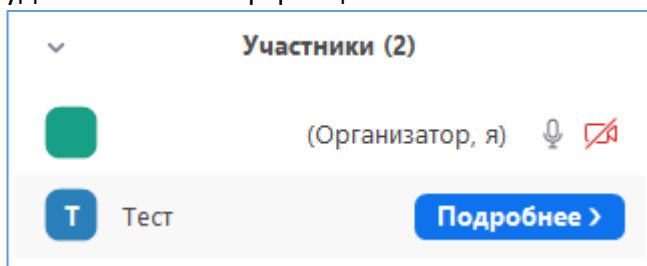 Участники (2)
(Организатор, я)
Т Тест
Подробнее >